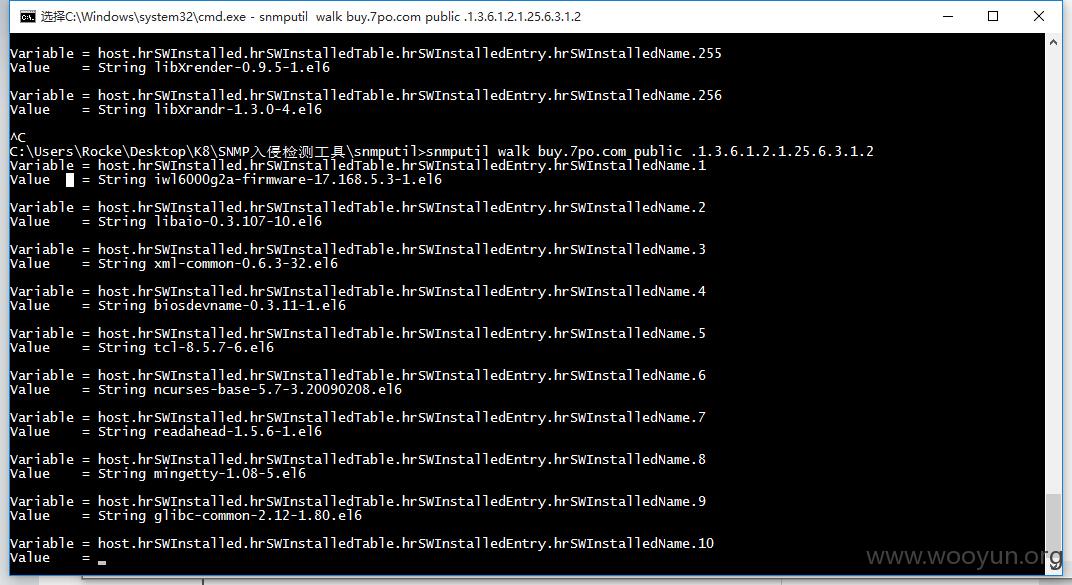 选择C:\Windows\system32\cmd.exe - snmputil  walk buy.7po.com public .1.3.6.1.2.1.25.6.3.1.2
Variable = host.hrSWInstalled.hrSWInstalledTable.hrSWInstalledEntry.hrSWInstalledName.255
Value    = String libXrender-0.9.5-1.el6
Variable = host.hrSWInstalled.hrSWInstalledTable.hrSWInstalledEntry.hrSWInstalledName.256
Value    = String libXrandr-1.3.0-4.el6
^C
C:\Users\Rocke\Desktop\K8\SNMP入侵检测工具\snmputil>snmputil walk buy.7po.com public .1.3.6.1.2.1.25.6.3.1.2
Variable = host.hrSWInstalled.hrSWInstalledTable.hrSWInstalledEntry.hrSWInstalledName.1
Value    = String iwl6000g2a-firmware-17.168.5.3-1.el6
Variable = host.hrSWInstalled.hrSWInstalledTable.hrSWInstalledEntry.hrSWInstalledName.2
Value    = String libaio-0.3.107-10.el6
Variable = host.hrSWInstalled.hrSWInstalledTable.hrSWInstalledEntry.hrSWInstalledName.3
Value    = String xml-common-0.6.3-32.el6
Variable = host.hrSWInstalled.hrSWInstalledTable.hrSWInstalledEntry.hrSWInstalledName.4
Value    = String biosdevname-0.3.11-1.el6
Variable = host.hrSWInstalled.hrSWInstalledTable.hrSWInstalledEntry.hrSWInstalledName.5
Value    = String tcl-8.5.7-6.el6
Variable = host.hrSWInstalled.hrSWInstalledTable.hrSWInstalledEntry.hrSWInstalledName.6
Value    = String ncurses-base-5.7-3.20090208.el6
Variable = host.hrSWInstalled.hrSWInstalledTable.hrSWInstalledEntry.hrSWInstalledName.7
Value    = String readahead-1.5.6-1.el6
Variable = host.hrSWInstalled.hrSWInstalledTable.hrSWInstalledEntry.hrSWInstalledName.8
Value    = String mingetty-1.08-5.el6
Variable = host.hrSWInstalled.hrSWInstalledTable.hrSWInstalledEntry.hrSWInstalledName.9
Value    = String glibc-common-2.12-1.80.el6
Variable = host.hrSWInstalled.hrSWInstalledTable.hrSWInstalledEntry.hrSWInstalledName.10
Value    =
www.wooyun.org